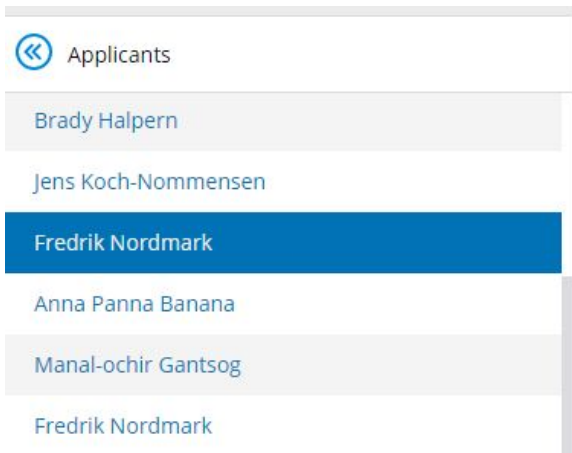 Applicants
Brady Halpern
Jens Koch-Nommensen
Fredrik Nordmark
Anna Panna Banana
Manal-ochir Gantsog
Fredrik Nordmark